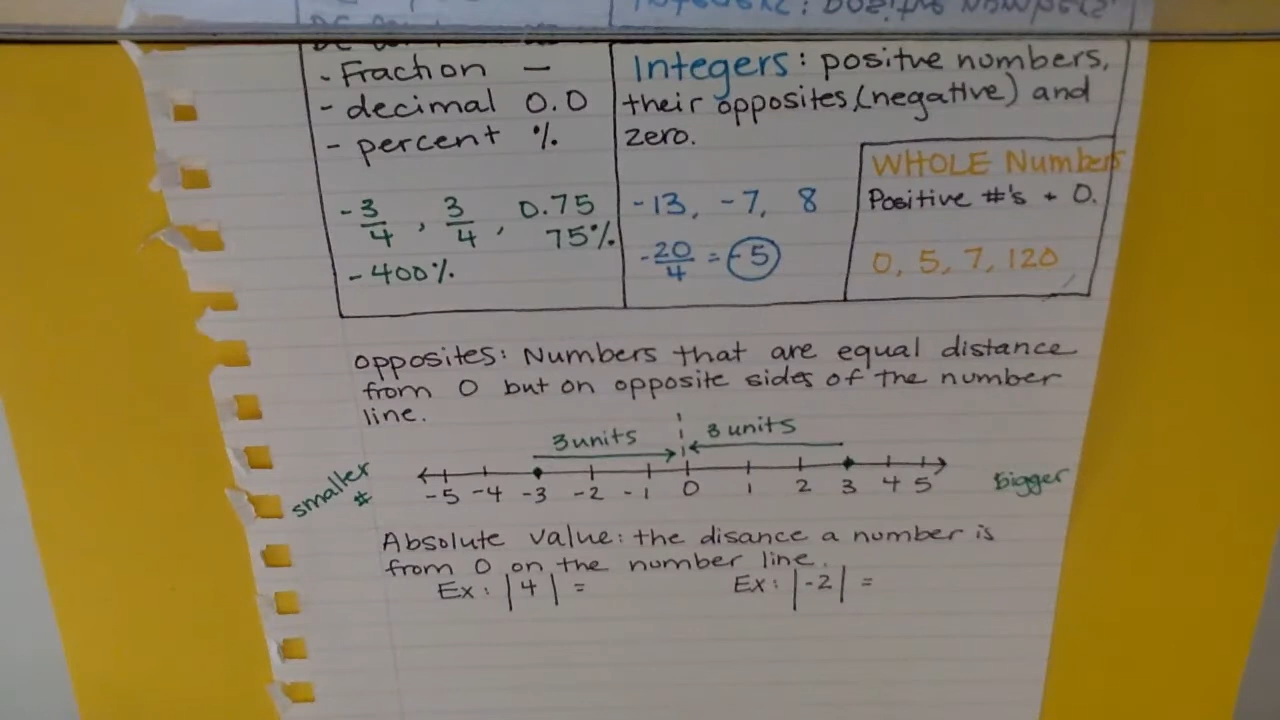 - Fraction —
- decimal 0.0
- percent %
-3/4, 3/4, 0.75
75%
-400%
Integers: positve numbers,
their opposites,(negative) and
zero.
-13, -7, 8
-20/4 = -5
WHOLE Numbers
Positive #'s + 0.
0, 5, 7, 120
opposites: Numbers that are equal distance
from 0 but on opposite sides of the number
line.
3 units 3 units
smaller
#
-5 -4 -3 -2 -1 0 1 2 3 4 5
bigger
Absolute value: the disance a number is
from 0 on the number line.
Ex: |4| = Ex: |-2| =